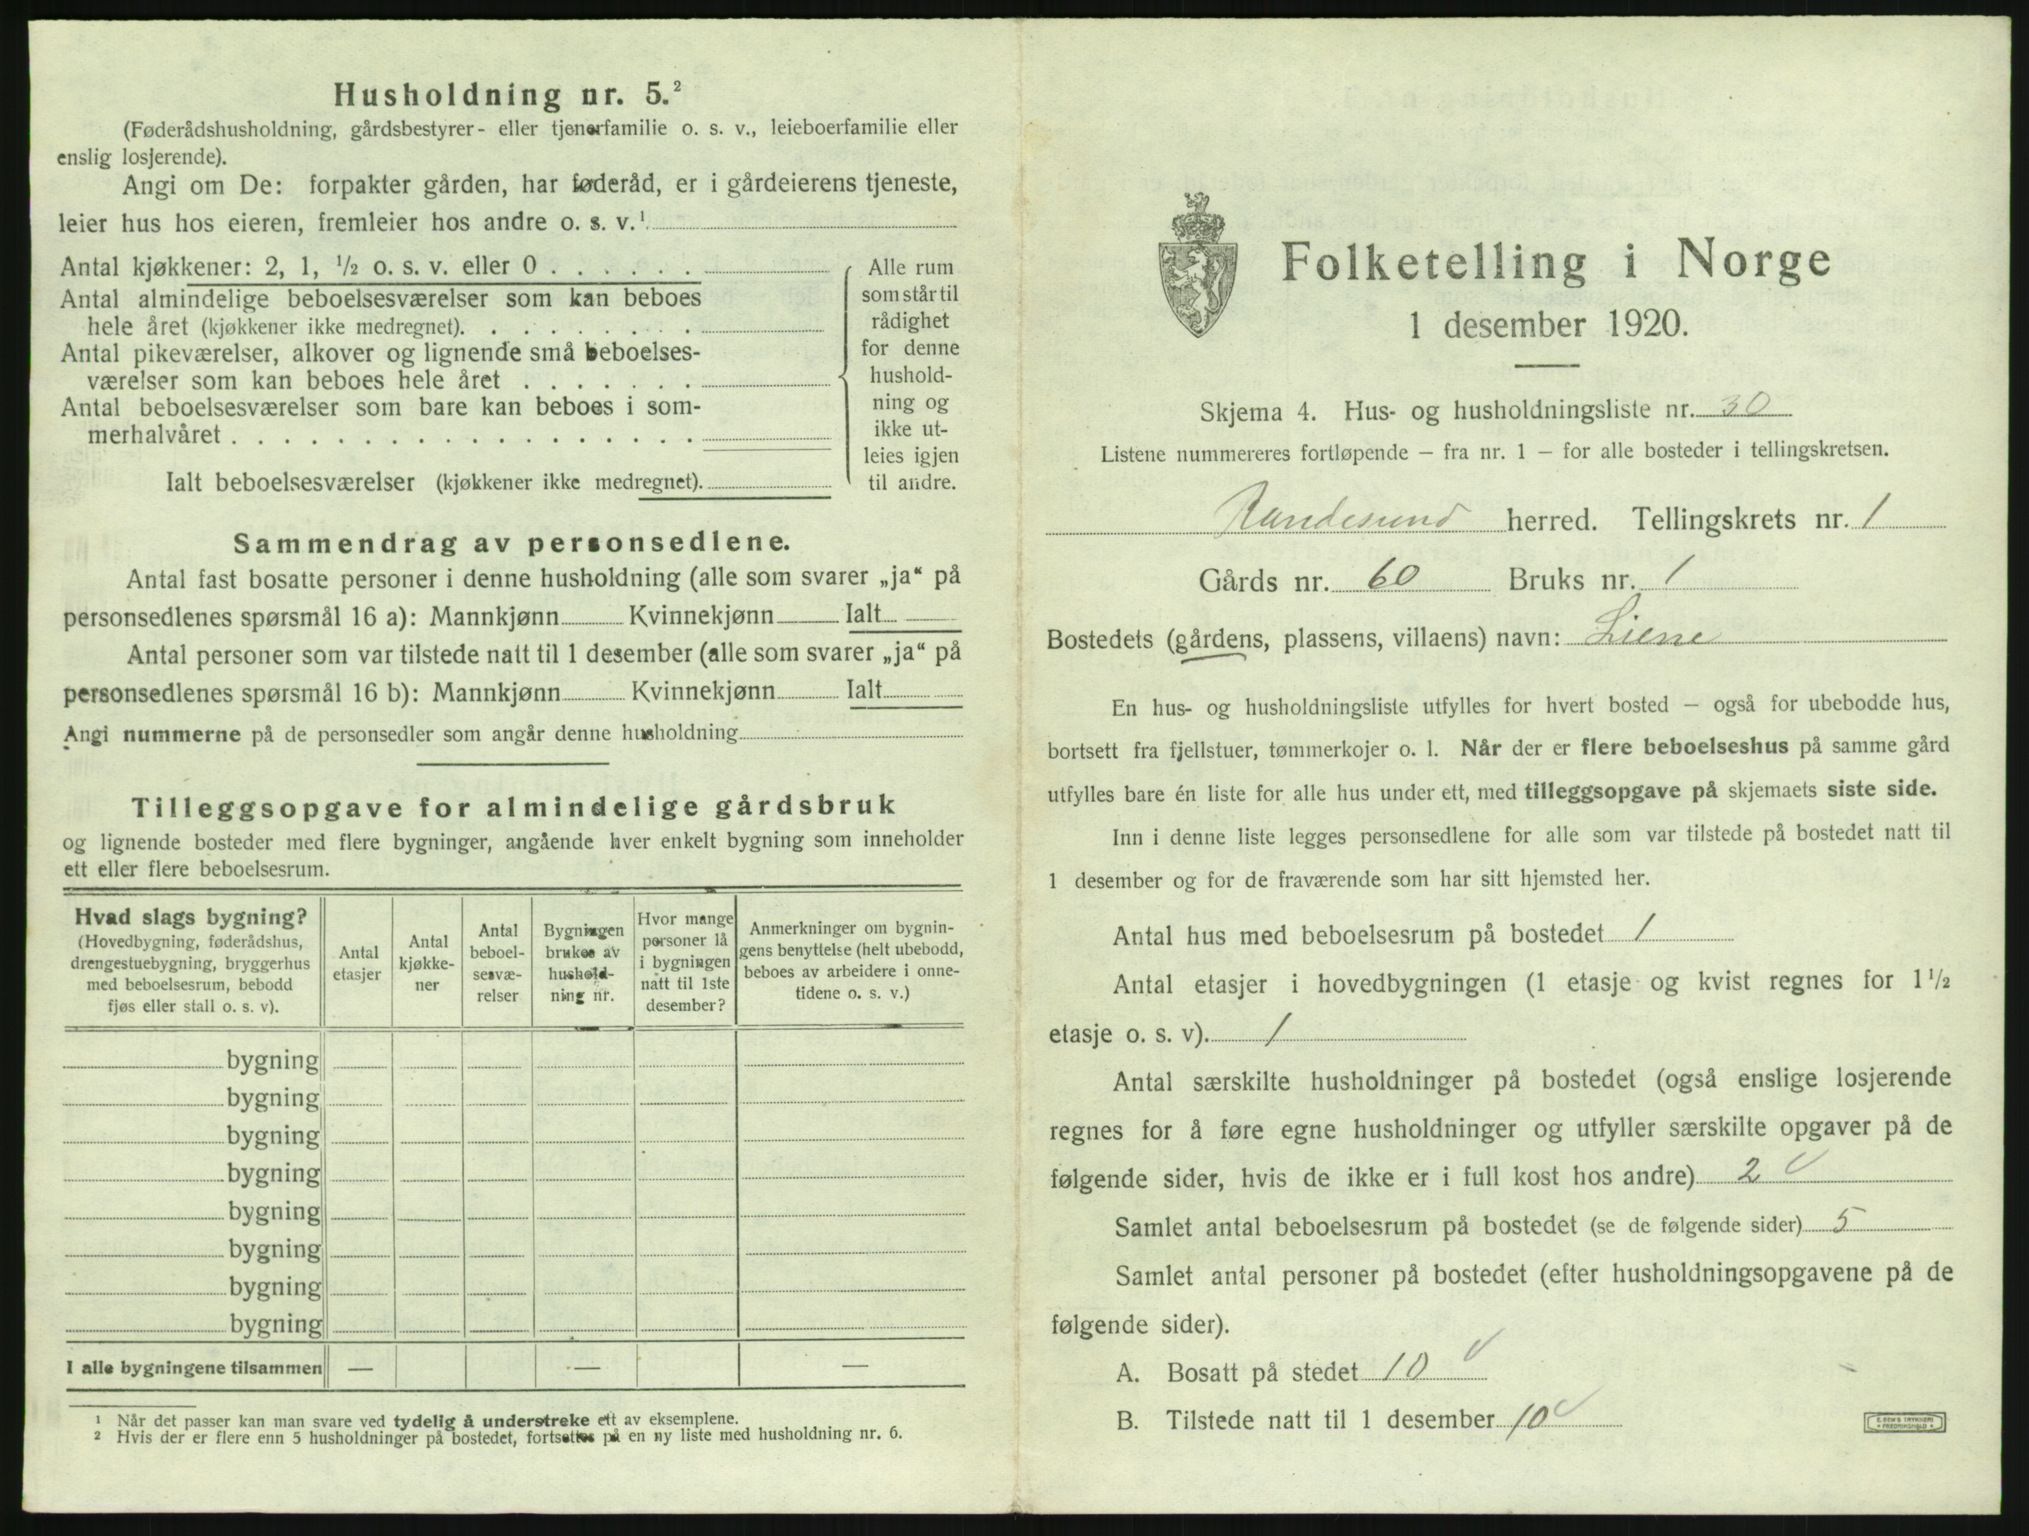 Husholdning nr. 5.²
(Føderådshusholdning, gårdsbestyrer- eller tjenerfamilie o. s. v., leieboerfamilie eller
enslig losjerende).
Angi om De: forpakter gården, har føderåd, er i gårdeierens tjeneste,
leier hus hos eieren, fremleier hos andre o. s. v.¹
Antal kjøkkener: 2, 1, ½ o. s. v. eller 0 . . . . . .
Antal almindelige beboelsesværelser som kan beboes
hele året (kjøkkener ikke medregnet). . . . . . . . .
Antal pikeværelser, alkover og lignende små beboelses-
værelser som kan beboes hele året . . . . . . .
Antal beboelsesværelser som bare kan beboes i som-
merhalvåret . . . . . . . . . . . . . . . . . .
Ialt beboelsesværelser (kjøkkener ikke medregnet).
Alle rum
som står til
rådighet
for denne
hushold-
ning og
ikke ut-
leies igjen
til andre.
Sammendrag av personsedlene.
Antal fast bosatte personer i denne husholdning (alle som svarer „ja“ på
personsedlenes spørsmål 16 a): Mannkjønn Kvinnekjønn Ialt
Antal personer som var tilstede natt til 1 desember (alle som svarer „ja“ på
personsedlenes spørsmål 16 b): Mannkjønn Kvinnekjønn Ialt
Angi nummerne på de personsedler som angår denne husholdning
Tilleggsopgave for almindelige gårdsbruk
og lignende bosteder med flere bygninger, angående hver enkelt bygning som inneholder
ett eller flere beboelsesrum.
Hvad slags bygning?
(Hovedbygning, føderådshus,
drengestuebygning, bryggerhus
med beboelsesrum, bebodd
fjøs eller stall o. s. v).
Antal
etasjer
Antal
kjøkke-
ner
Antal
beboel-
sesvæ-
relser
Bygningen
brukes av
hushold-
ning nr.
Hvor mange
personer lå
i bygningen
natt til 1ste
desember?
Anmerkninger om bygnin-
gens benyttelse (helt ubebodd,
beboes av arbeidere i onne-
tidene o. s. v.)
bygning
bygning
bygning
bygning
bygning
bygning
bygning
bygning
I alle bygningene tilsammen — — —
¹ Når det passer kan man svare ved tydelig å understreke ett av eksemplene.
² Hvis der er flere enn 5 husholdninger på bostedet, fortsettes på en ny liste med husholdning nr. 6.
Folketelling i Norge
1 desember 1920.
Skjema 4. Hus- og husholdningsliste nr. 30
Listene nummereres fortløpende — fra nr. 1 — for alle bosteder i tellingskretsen.
Randesund herred. Tellingskrets nr. 1
Gårds nr. 60 Bruks nr. 1
Bostedets (gårdens, plassens, villaens) navn: Liene
En hus- og husholdningsliste utfylles for hvert bosted — også for ubebodde hus,
bortsett fra fjellstuer, tømmerkojer o. l. Når der er flere beboelseshus på samme gård
utfylles bare én liste for alle hus under ett, med tilleggsopgave på skjemaets siste side.
Inn i denne liste legges personsedlene for alle som var tilstede på bostedet natt til
1 desember og for de fraværende som har sitt hjemsted her.
Antal hus med beboelsesrum på bostedet 1
Antal etasjer i hovedbygningen (1 etasje og kvist regnes for 1½
etasje o. s. v). 1
Antal særskilte husholdninger på bostedet (også enslige losjerende
regnes for å føre egne husholdninger og utfyller særskilte opgaver på de
følgende sider, hvis de ikke er i full kost hos andre) 2
Samlet antal beboelsesrum på bostedet (se de følgende sider) 5
Samlet antal personer på bostedet (efter husholdningsopgavene på de
følgende sider).
A. Bosatt på stedet 10
B. Tilstede natt til 1 desember 10